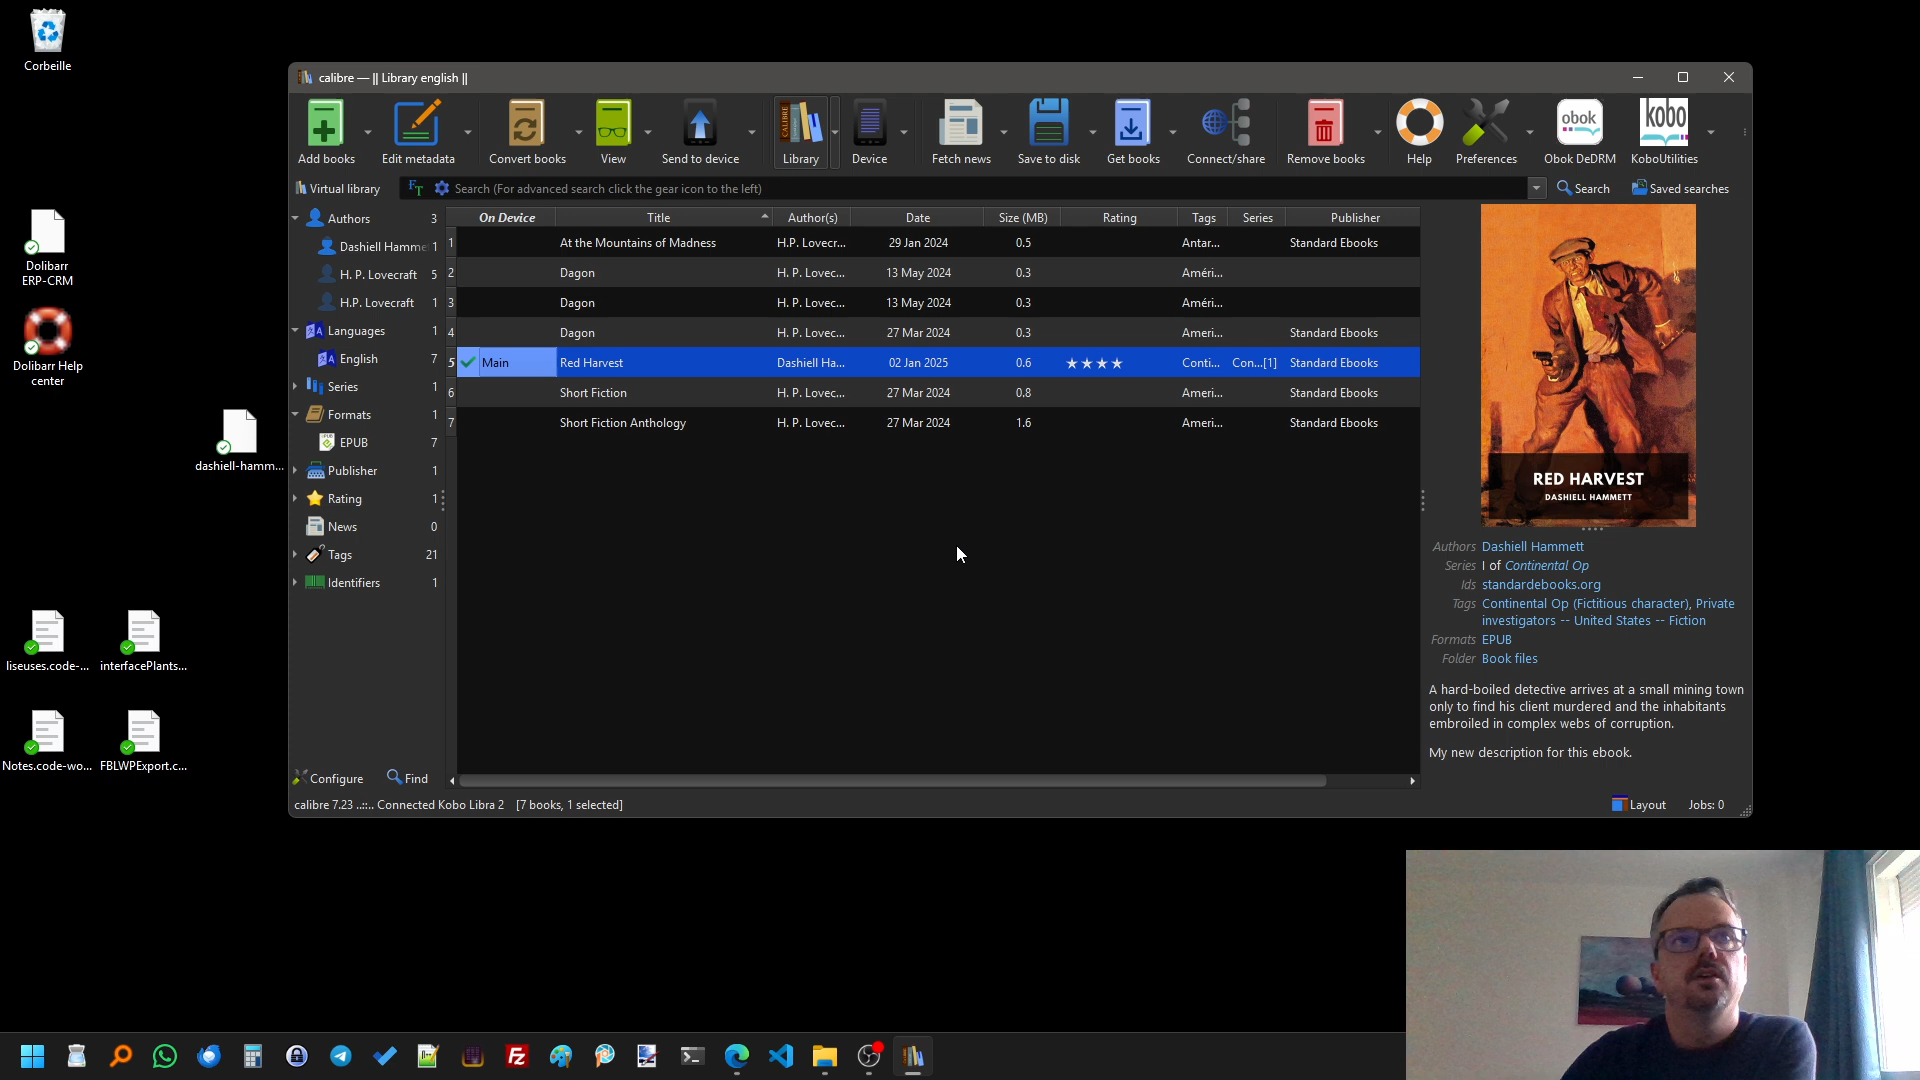 Corbeille
Dolibarr
ERP-CRM
Dolibarr Help
center
dashiell-hamm...
liseuses.code-...
interfacePlants...
Notes.code-wo...
FBLWPExport.c...
calibre — || Library english ||
Add books
Edit metadata
Convert books
View
Send to device
CALIBRE
Library
Device
Fetch news
Save to disk
Get books
Connect/share
Remove books
Help
Preferences
obok
Obok DeDRM
kobo
KoboUtilities
Virtual library
FT
Search (For advanced search click the gear icon to the left)
Search
Saved searches
Authors 3
Dashiell Hamme 1
H. P. Lovecraft 5
H.P. Lovecraft 1
Languages 1
English 7
Series 1
Formats 1
EPUB 7
Publisher 1
Rating 1
News 0
Tags 21
Identifiers 1
Configure
Find
On Device Title Author(s) Date Size (MB) Rating Tags Series Publisher
1 At the Mountains of Madness H.P. Lovecr... 29 Jan 2024 0.5 Antar... Standard Ebooks
2 Dagon H. P. Lovec... 13 May 2024 0.3 Améri...
3 Dagon H. P. Lovec... 13 May 2024 0.3 Améri...
4 Dagon H. P. Lovec... 27 Mar 2024 0.3 Ameri... Standard Ebooks
5 Main Red Harvest Dashiell Ha... 02 Jan 2025 0.6 ★★★★ Conti... Con...[1] Standard Ebooks
6 Short Fiction H. P. Lovec... 27 Mar 2024 0.8 Ameri... Standard Ebooks
7 Short Fiction Anthology H. P. Lovec... 27 Mar 2024 1.6 Ameri... Standard Ebooks
RED HARVEST
DASHIELL HAMMETT
Authors Dashiell Hammett
Series I of Continental Op
Ids standardebooks.org
Tags Continental Op (Fictitious character), Private
investigators -- United States -- Fiction
Formats EPUB
Folder Book files
A hard-boiled detective arrives at a small mining town
only to find his client murdered and the inhabitants
embroiled in complex webs of corruption.
My new description for this ebook.
calibre 7.23 ..::.. Connected Kobo Libra 2 [7 books, 1 selected]
Layout
Jobs: 0
Fz